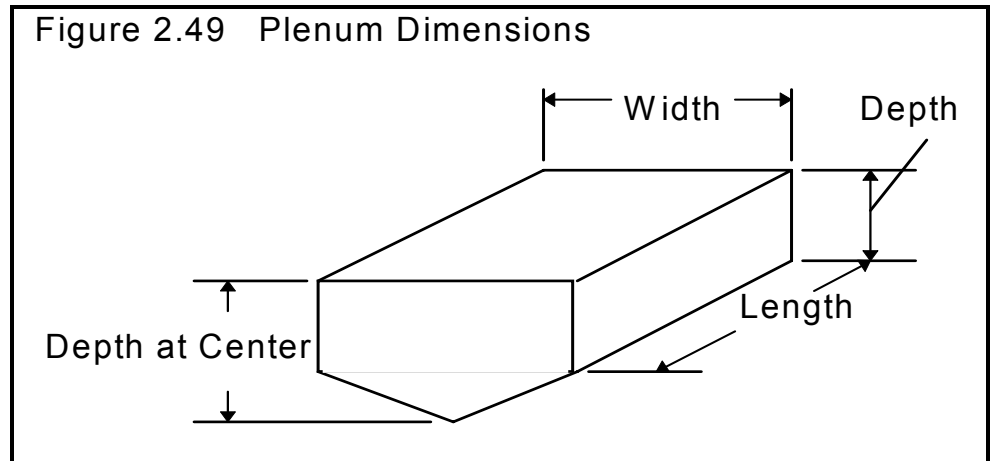 Figure 2.49 Plenum Dimensions
Width
Depth
Length
Depth at Center